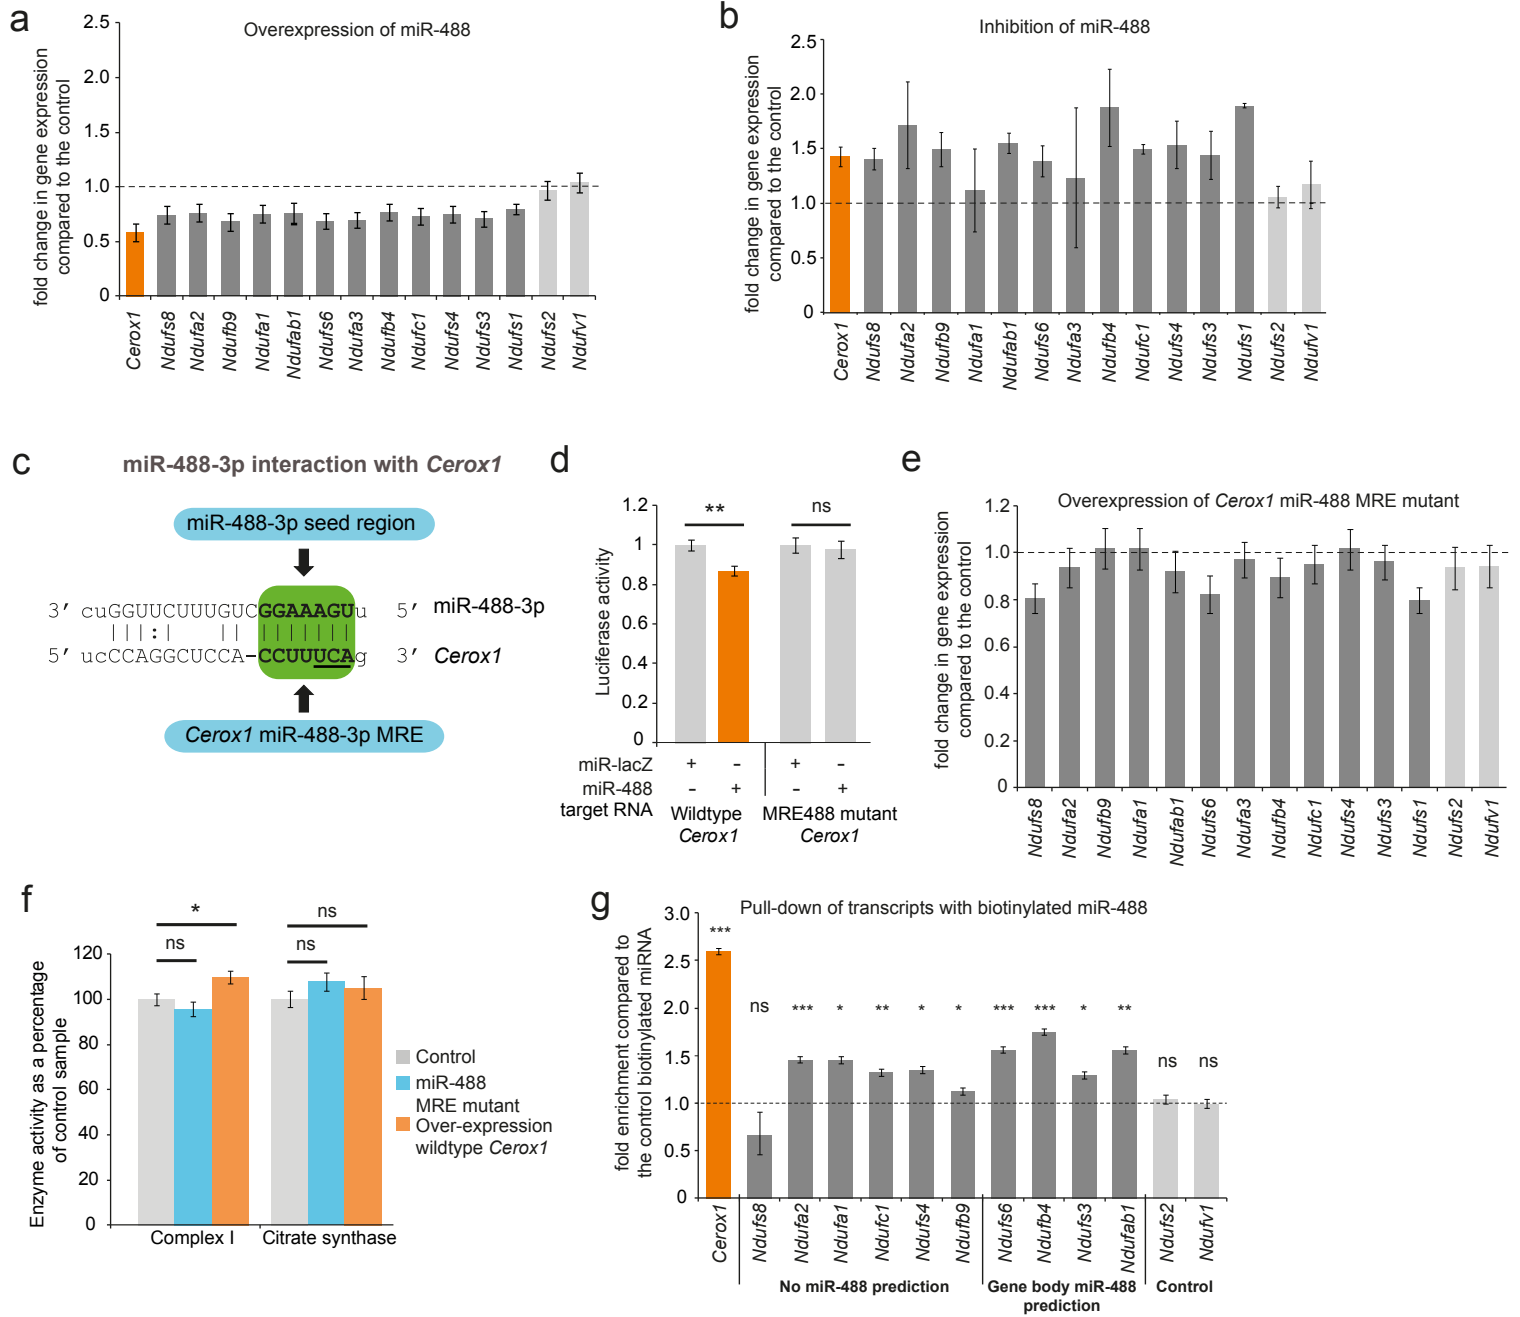 a
Overexpression of miR-488
fold change in gene expression
compared to the control
2.5
2.0
1.5
1.0
0.5
0
Cerox1
Ndufs8
Ndufa2
Ndufb9
Ndufa1
Ndufab1
Ndufs6
Ndufa3
Ndufb4
Ndufc1
Ndufs4
Ndufs3
Ndufs1
Ndufs2
Ndufv1
b
Inhibition of miR-488
fold change in gene expression
compared to the control
2.5
2.0
1.5
1.0
0.5
0
Cerox1
Ndufs8
Ndufa2
Ndufb9
Ndufa1
Ndufab1
Ndufs6
Ndufa3
Ndufb4
Ndufc1
Ndufs4
Ndufs3
Ndufs1
Ndufs2
Ndufv1
c
miR-488-3p interaction with Cerox1
miR-488-3p seed region
3′ cuGGUUCUUUGUCGGAAAGUu 5′ miR-488-3p
5′ ucCCAGGCUCCA-CCUUUCAg 3′ Cerox1
Cerox1 miR-488-3p MRE
d
Luciferase activity
1.2
1
0.8
0.6
0.4
0.2
0
** ns
miR-lacZ + - + -
miR-488 - + - +
target RNA
Wildtype Cerox1
MRE488 mutant Cerox1
e
Overexpression of Cerox1 miR-488 MRE mutant
fold change in gene expression
compared to the control
1.2
1.0
0.8
0.6
0.4
0.2
0
Ndufs8
Ndufa2
Ndufb9
Ndufa1
Ndufab1
Ndufs6
Ndufa3
Ndufb4
Ndufc1
Ndufs4
Ndufs3
Ndufs1
Ndufs2
Ndufv1
f
Enzyme activity as a percentage
of control sample
120
100
80
60
40
20
0
* ns
ns ns
Complex I Citrate synthase
Control
miR-488
MRE mutant
Over-expression
wildtype Cerox1
g
Pull-down of transcripts with biotinylated miR-488
fold enrichment compared to
the control biotinylated miRNA
3.0
2.5
2.0
1.5
1.0
0.5
0
*** ns *** * ** * * *** *** * ** ns ns
Cerox1
Ndufs8
Ndufa2
Ndufa1
Ndufc1
Ndufs4
Ndufb9
Ndufs6
Ndufb4
Ndufs3
Ndufab1
Ndufs2
Ndufv1
No miR-488 prediction
Gene body miR-488
prediction
Control